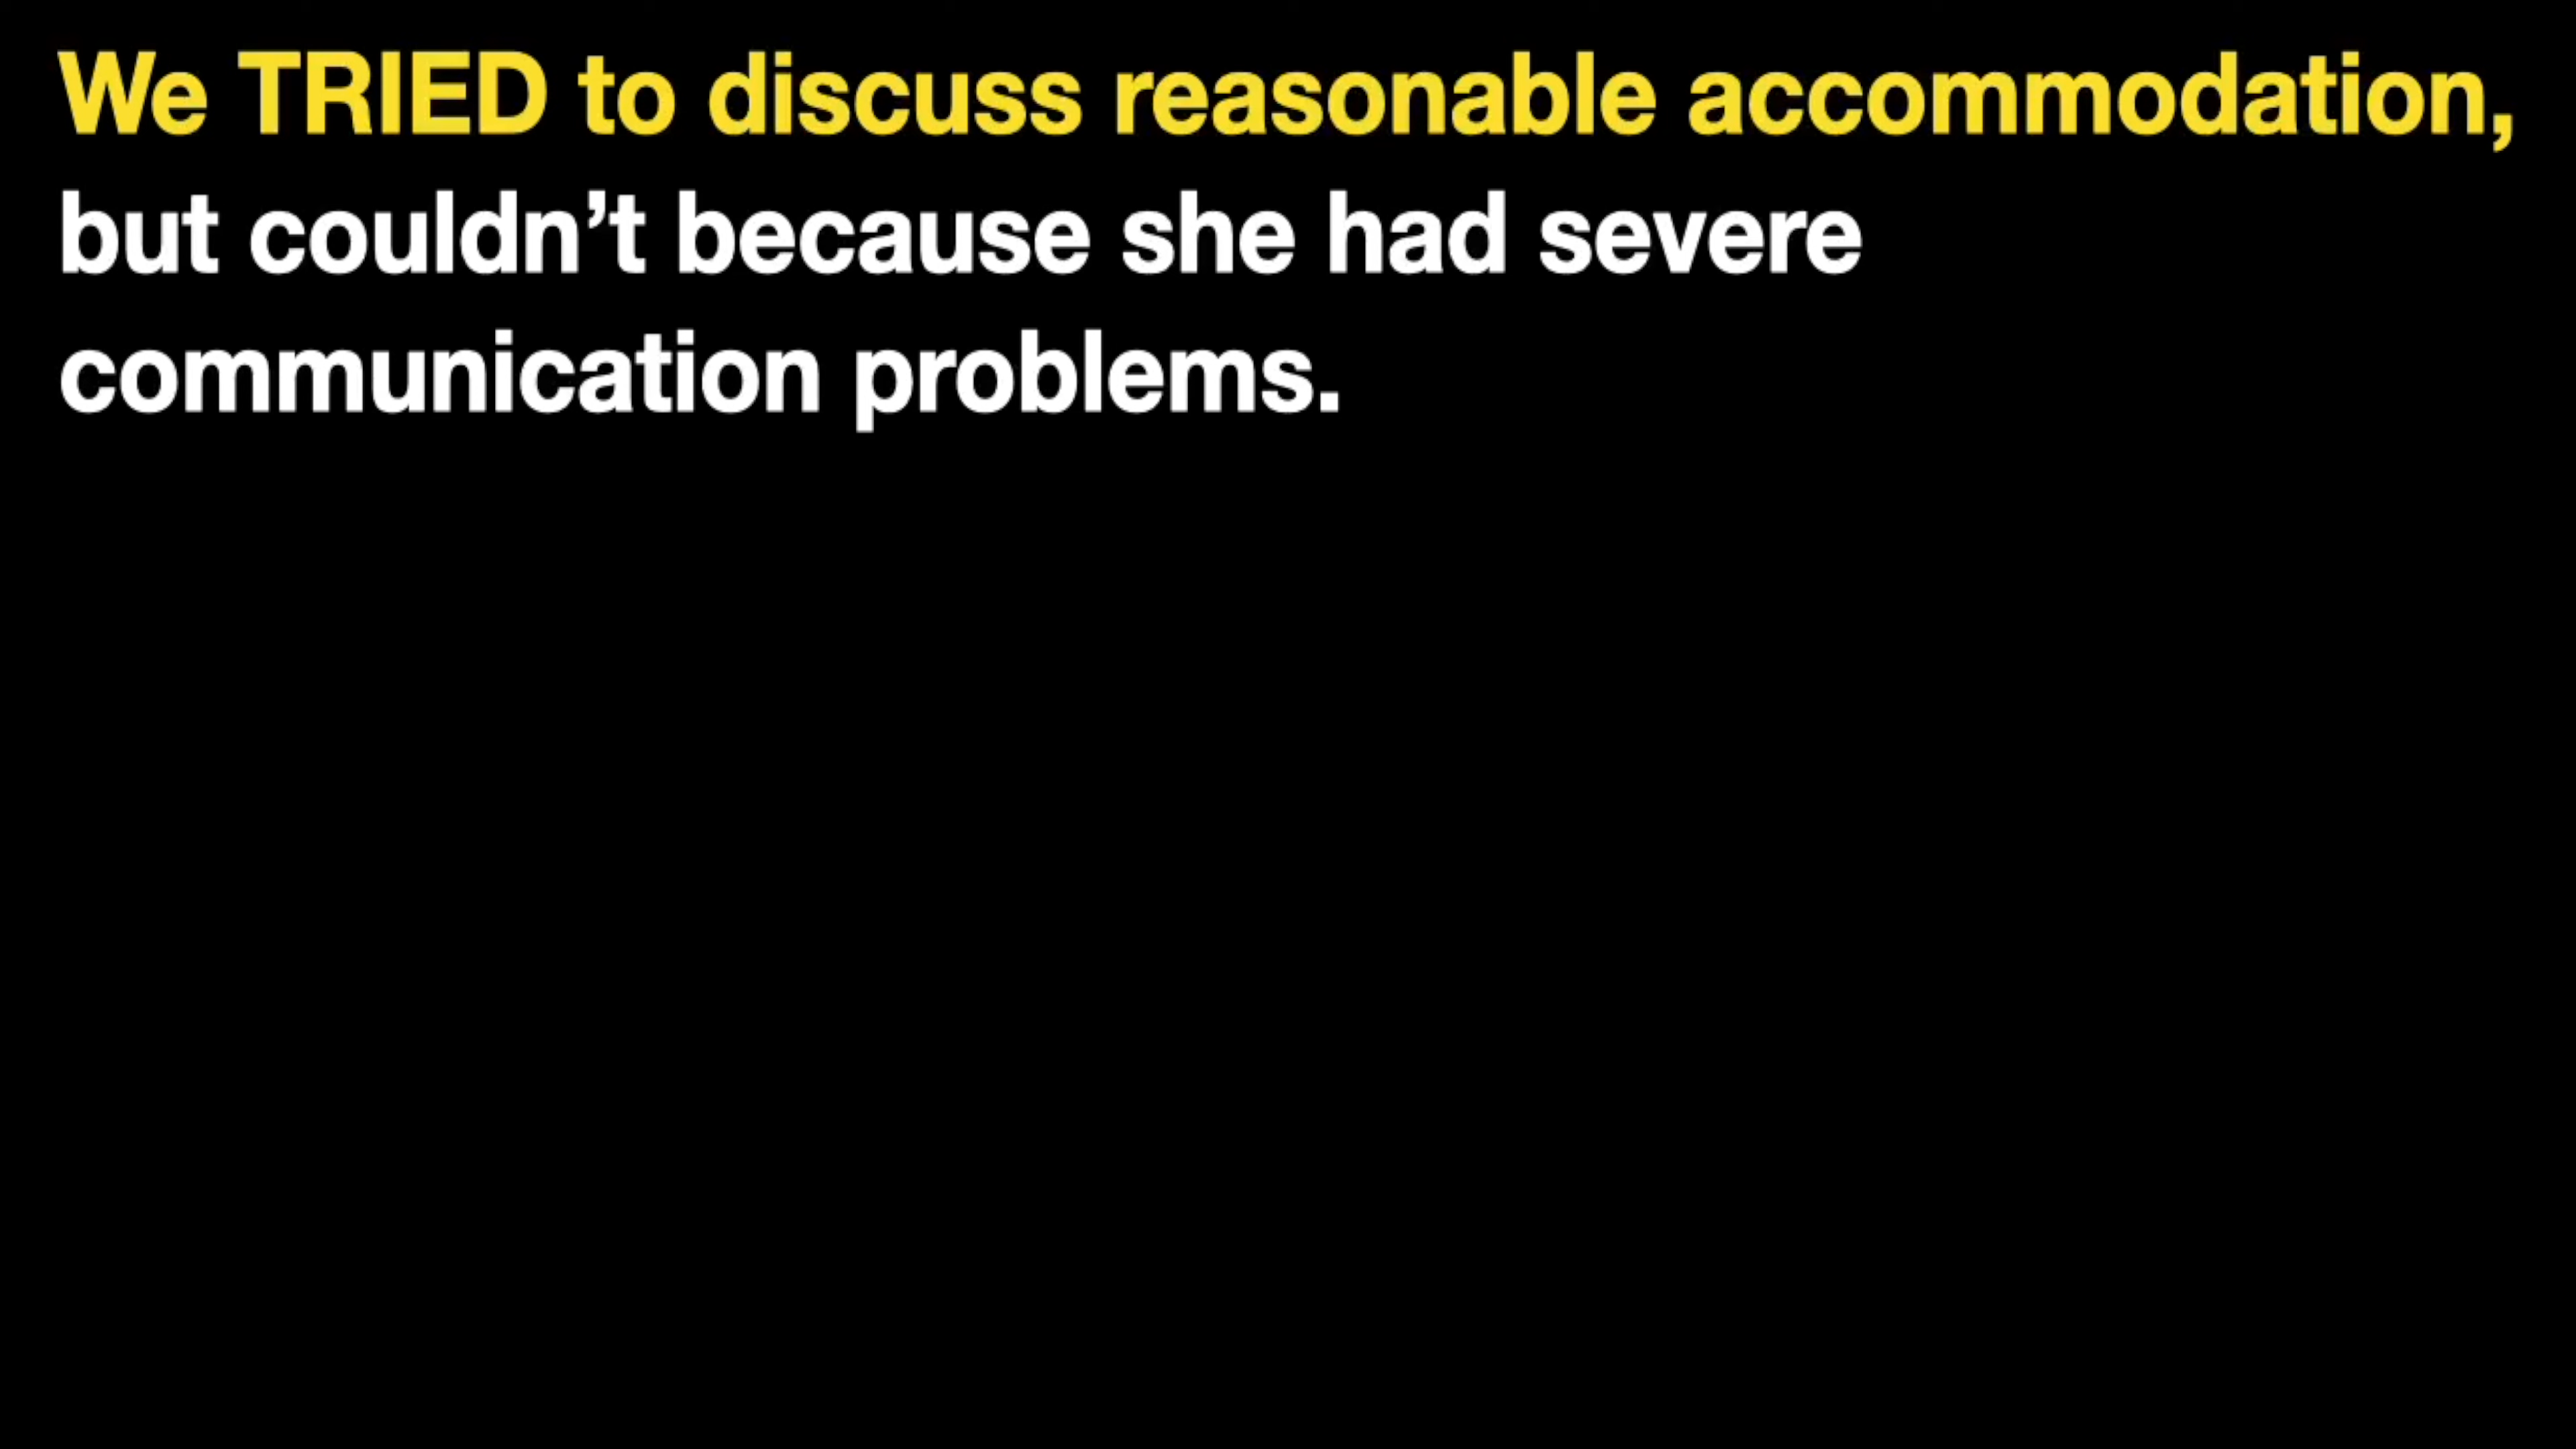 We TRIED to discuss reasonable accommodation,
but couldn’t because she had severe
communication problems.